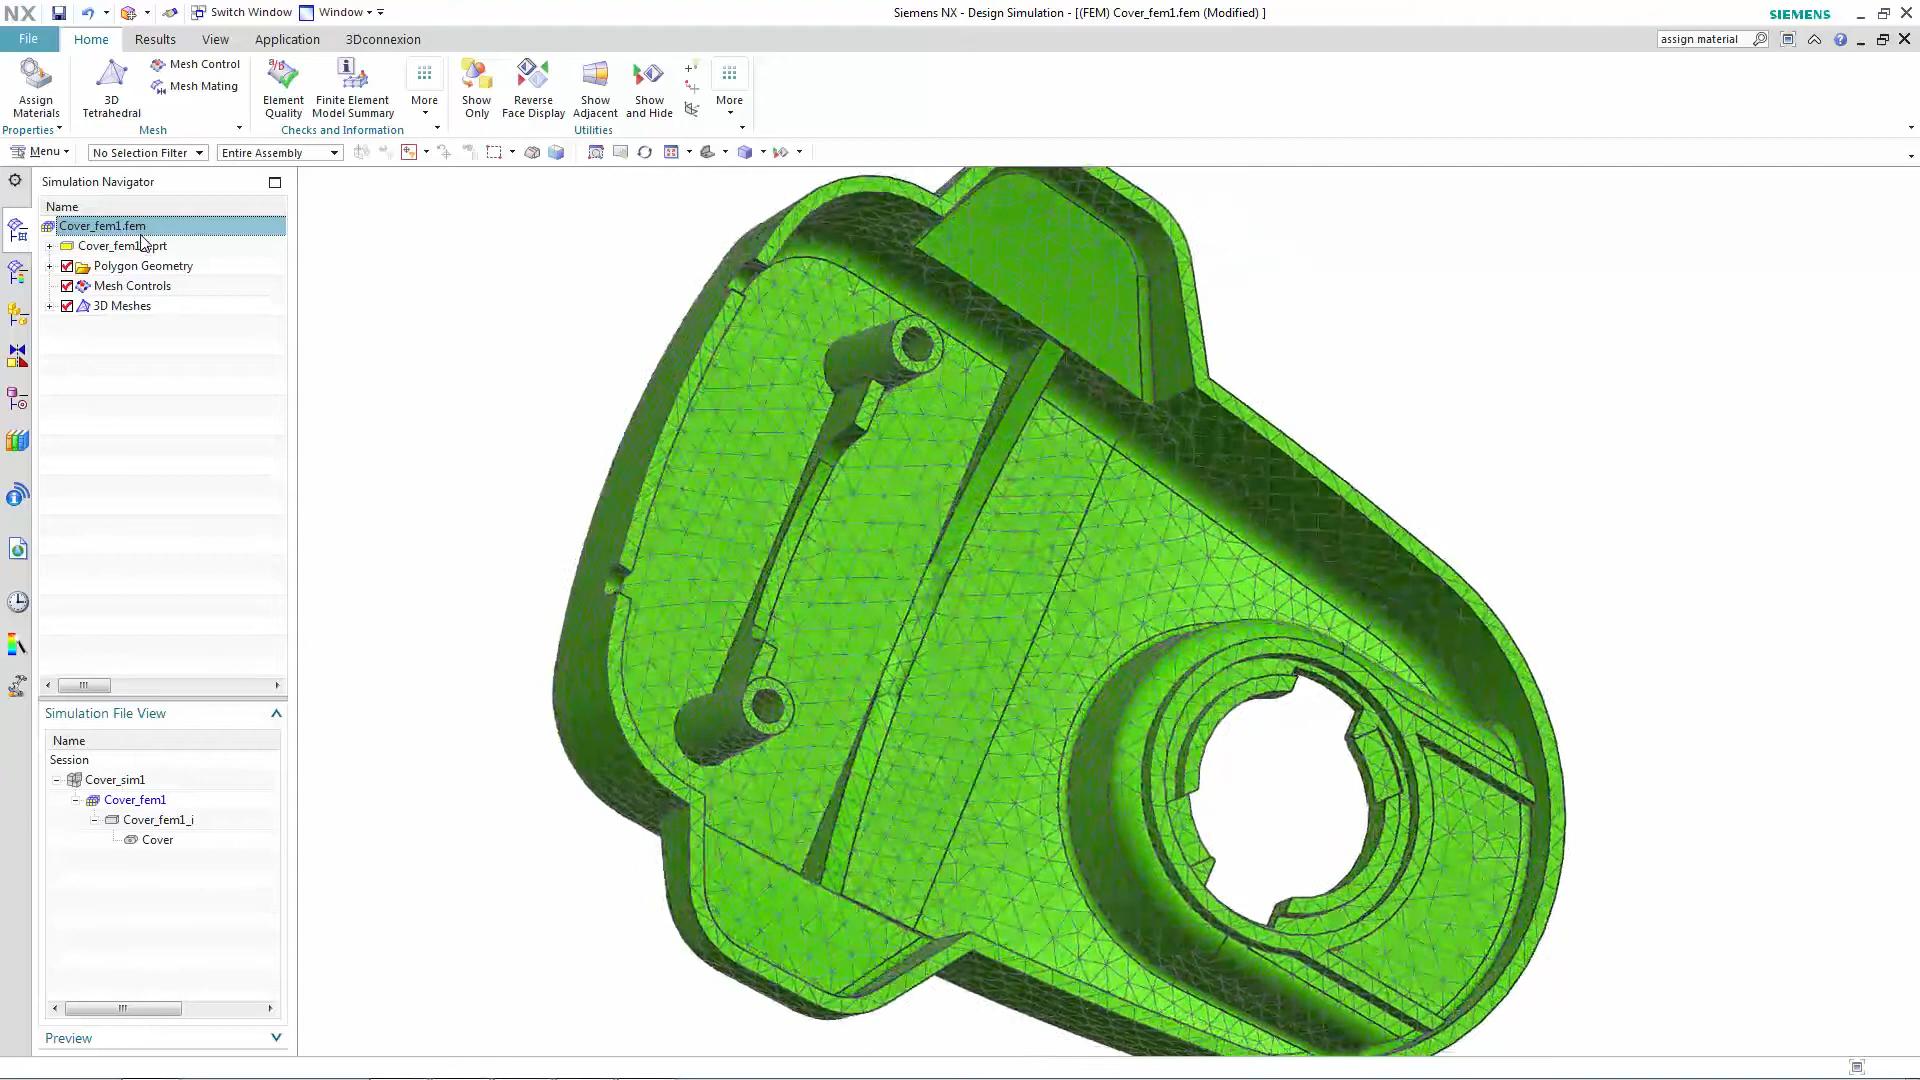 NX
Switch Window
Window
Siemens NX - Design Simulation - [(FEM) Cover_fem1.fem (Modified) ]
SIEMENS
File
Home
Results
View
Application
3Dconnexion
assign material
Assign
Materials
3D
Tetrahedral
Mesh Control
Mesh Mating
Element
Quality
Finite Element
Model Summary
More
Show
Only
Reverse
Face Display
Show
Adjacent
Show
and Hide
More
Properties
Mesh
Checks and Information
Utilities
Menu
No Selection Filter
Entire Assembly
Simulation Navigator
Name
Cover_fem1.fem
Cover_fem1 prt
Polygon Geometry
Mesh Controls
3D Meshes
Simulation File View
Name
Session
Cover_sim1
Cover_fem1
Cover_fem1_i
Cover
Preview